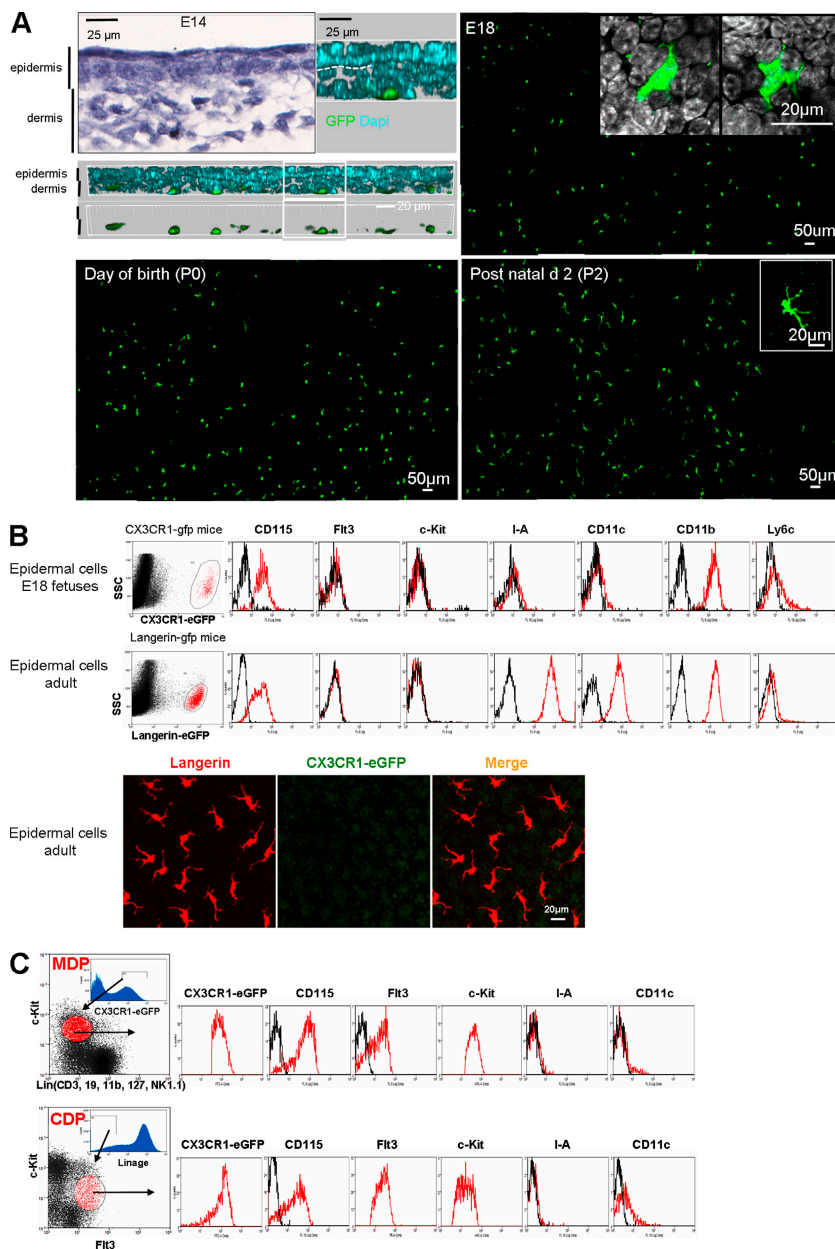 A
E14
25 µm
25 µm
epidermis
dermis
GFP Dapi
epidermis
dermis
20 µm
E18
20µm
50um
Day of birth (P0)
50µm
Post natal d 2 (P2)
20µm
50µm
B
CX3CR1-gfp mice
CD115
Flt3
c-Kit
I-A
CD11c
CD11b
Ly6c
Epidermal cells
E18 fetuses
SSC
CX3CR1-eGFP
Langerin-gfp mice
Epidermal cells
adult
SSC
Langerin-eGFP
Langerin
CX3CR1-eGFP
Merge
Epidermal cells
adult
20µm
C
MDP
CX3CR1-eGFP
c-Kit
Lin(CD3, 19, 11b, 127, NK1.1)
CX3CR1-eGFP
CD115
Flt3
c-Kit
I-A
CD11c
CDP
Linage
c-Kit
Flt3
CX3CR1-eGFP
CD115
Flt3
c-Kit
I-A
CD11c